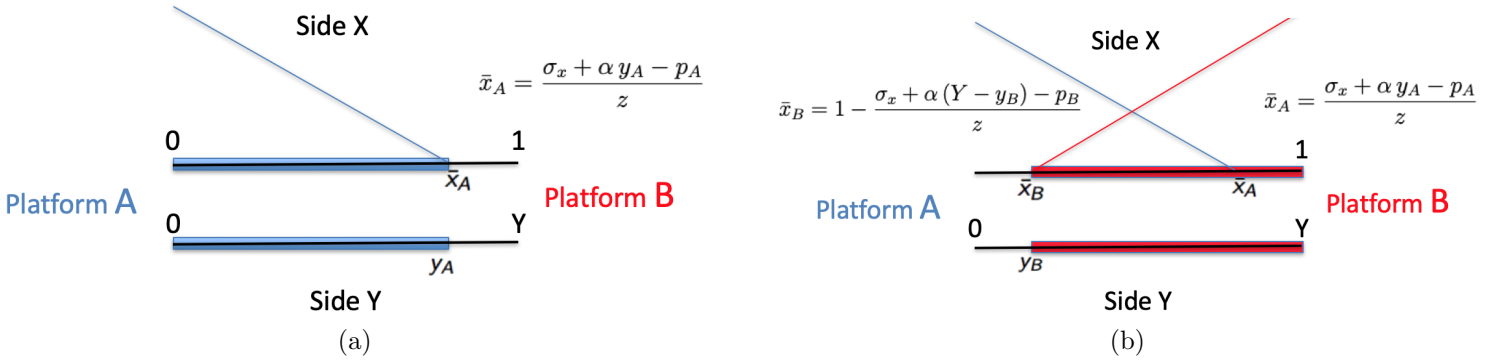 Side X
x̄_A = (σ_x + α y_A − p_A) / z
0 1
x̄_A
Platform A Platform B
0 Y
y_A
Side Y
(a)
Side X
x̄_B = 1 − (σ_x + α (Y − y_B) − p_B) / z
x̄_A = (σ_x + α y_A − p_A) / z
1
x̄_B x̄_A
Platform A Platform B
0 Y
y_B
Side Y
(b)